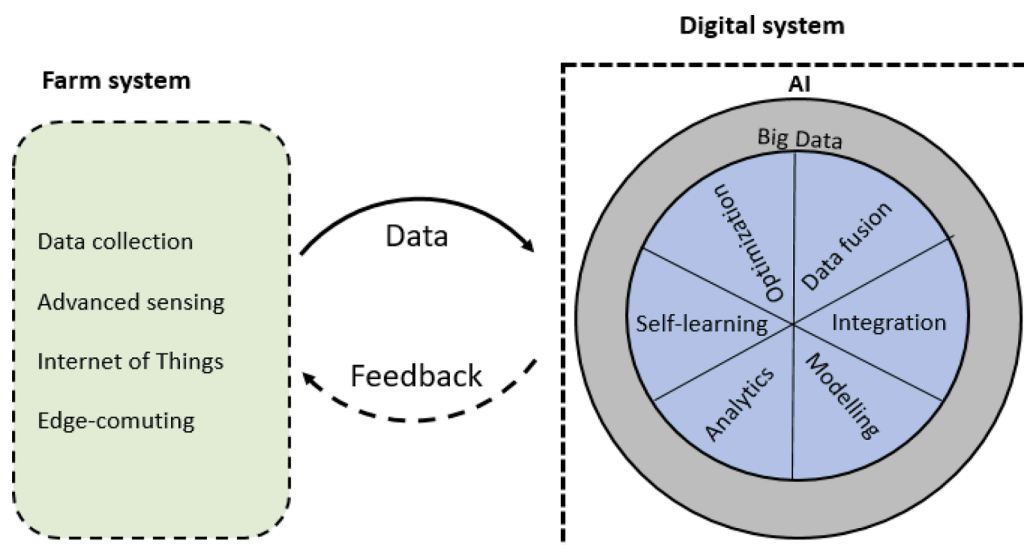 Digital system
Farm system
AI
Big Data
Data collection
Advanced sensing
Internet of Things
Edge-comuting
Data
Feedback
Optimization
Data fusion
Self-learning
Integration
Analytics
Modelling